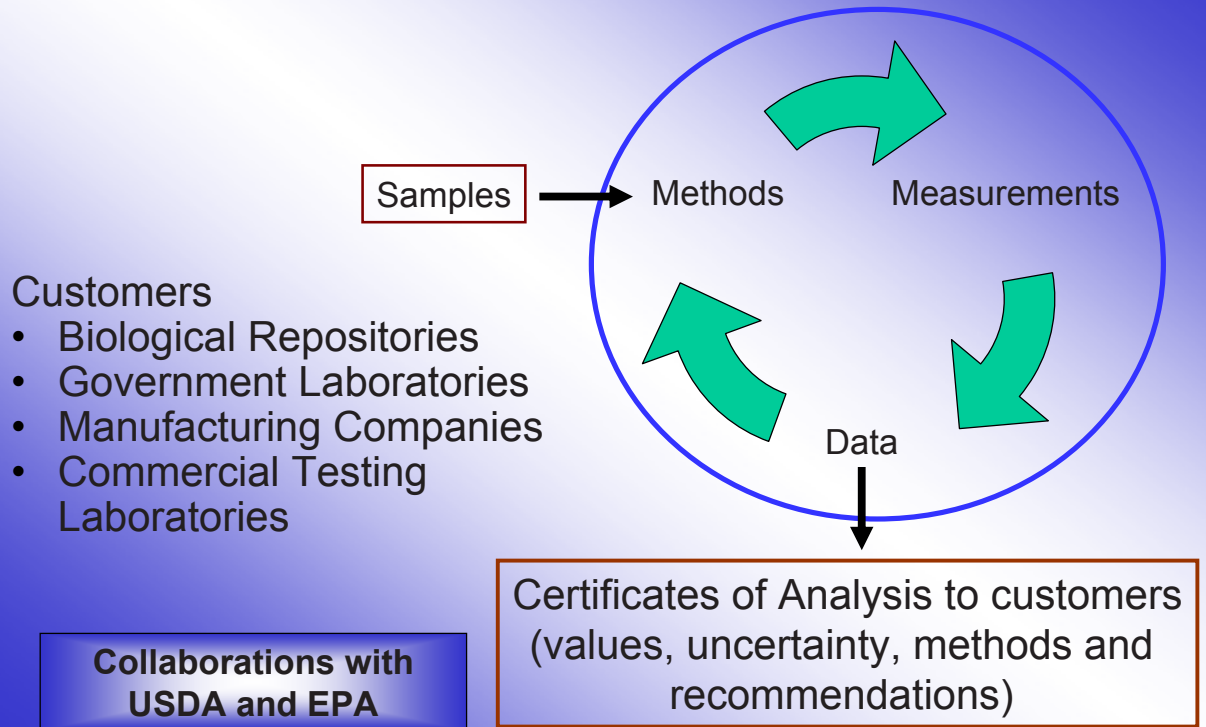 Samples
Methods
Measurements
Data
Customers
• Biological Repositories
• Government Laboratories
• Manufacturing Companies
• Commercial Testing
Laboratories
Certificates of Analysis to customers
(values, uncertainty, methods and
recommendations)
Collaborations with
USDA and EPA